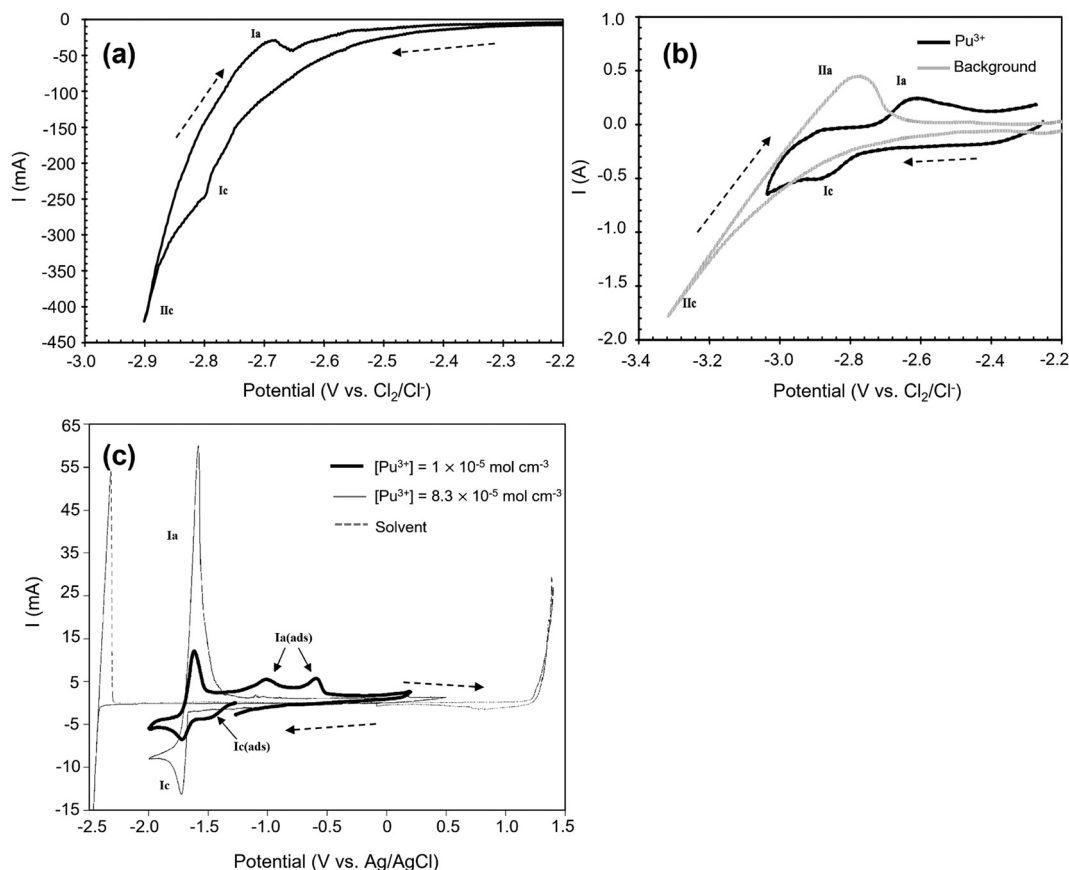 (a)
I (mA)
0
-50
-100
-150
-200
-250
-300
-350
-400
-450
Ia
Ic
IIc
-3.0 -2.9 -2.8 -2.7 -2.6 -2.5 -2.4 -2.3 -2.2
Potential (V vs. Cl₂/Cl⁻)
(b)
I (A)
1.0
0.5
0.0
-0.5
-1.0
-1.5
-2.0
Pu³⁺
Background
IIa
Ia
Ic
IIc
-3.4 -3.2 -3.0 -2.8 -2.6 -2.4 -2.2
Potential (V vs. Cl₂/Cl⁻)
(c)
I (mA)
65
55
45
35
25
15
5
-5
-10
-15
[Pu³⁺] = 1 × 10⁻⁵ mol cm⁻³
[Pu³⁺] = 8.3 × 10⁻⁵ mol cm⁻³
Solvent
Ia
Ia(ads)
Ic(ads)
Ic
-2.5 -2.0 -1.5 -1.0 -0.5 0.5 1.5
Potential (V vs. Ag/AgCl)